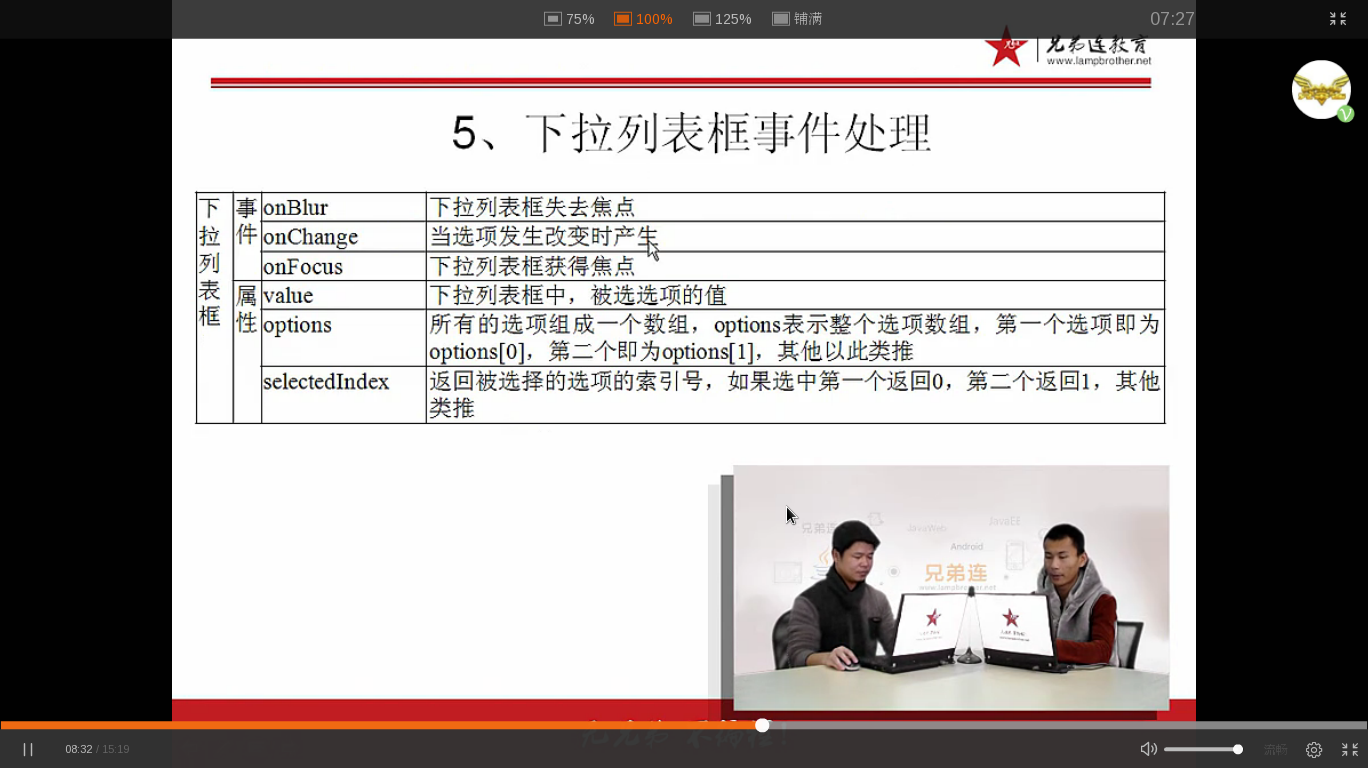 75% 100% 125% 铺满 07:27
兄弟连教育
www.lampbrother.net
5、下拉列表框事件处理
下拉列表框
事件
onBlur 下拉列表框失去焦点
onChange 当选项发生改变时产生
onFocus 下拉列表框获得焦点
属性
value 下拉列表框中，被选选项的值
options 所有的选项组成一个数组，options表示整个选项数组，第一个选项即为
options[0]，第二个即为options[1]，其他以此类推
selectedIndex 返回被选择的选项的索引号，如果选中第一个返回0，第二个返回1，其他
类推
兄弟连
JavaWeb
JavaEE
Android
兄弟连
www.lampbrother.net
08:32 / 15:19
流畅